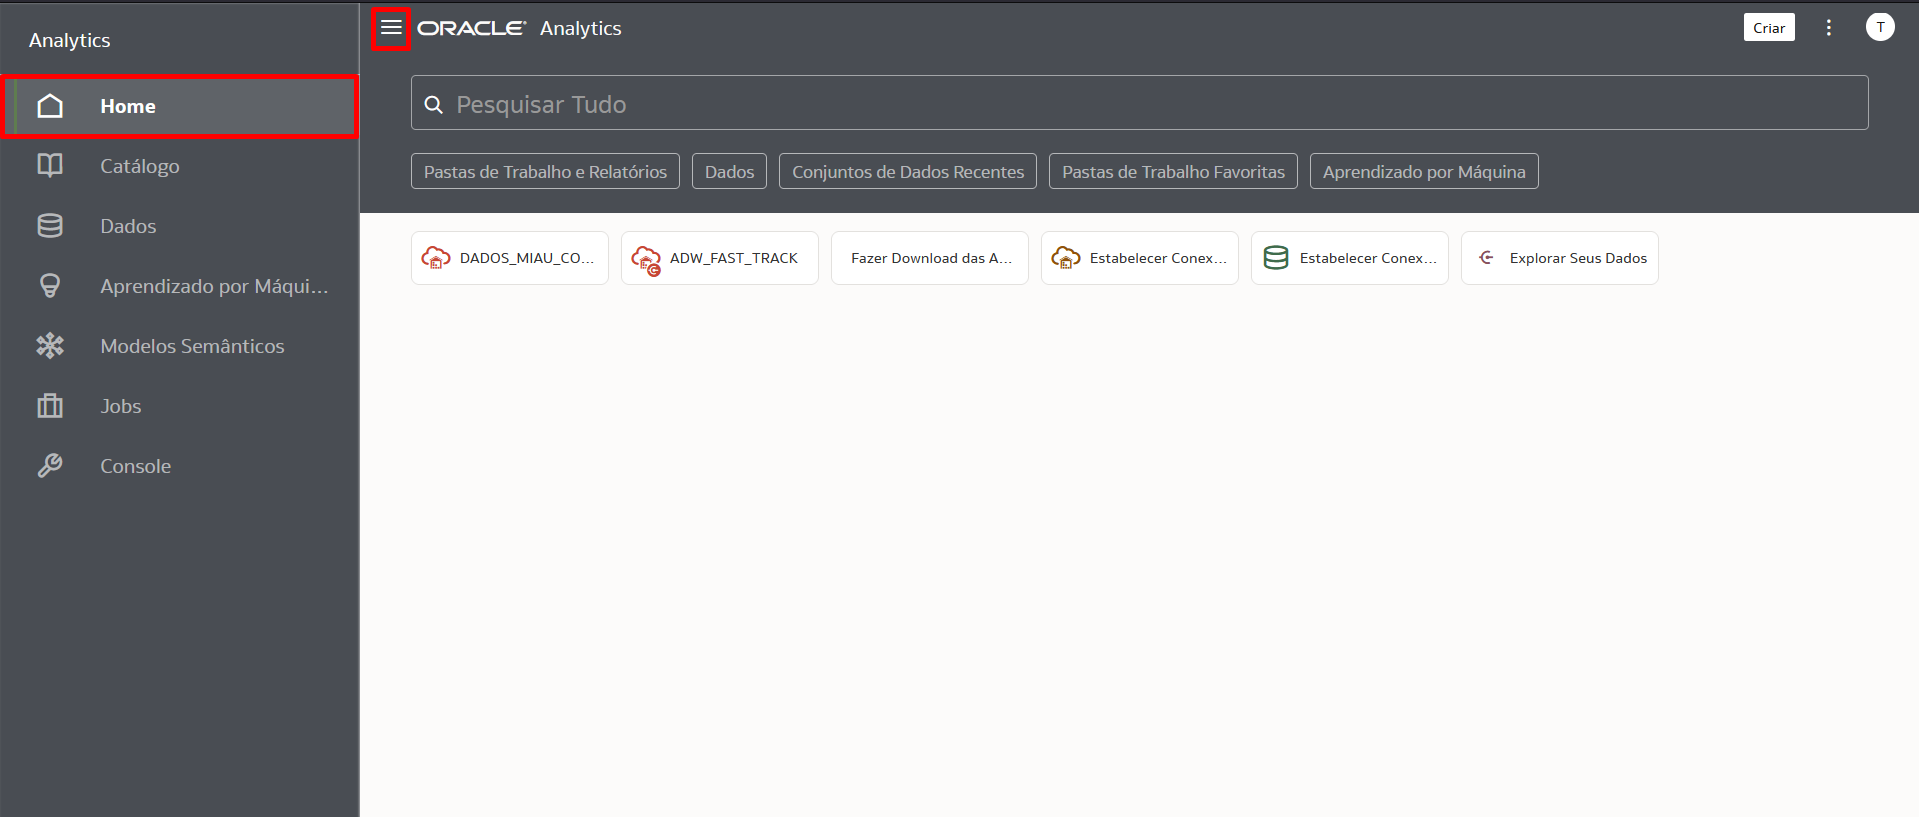 Analytics
Home
Catálogo
Dados
Aprendizado por Máqui...
Modelos Semânticos
Jobs
Console
ORACLE® Analytics
Criar
T
Pesquisar Tudo
Pastas de Trabalho e Relatórios
Dados
Conjuntos de Dados Recentes
Pastas de Trabalho Favoritas
Aprendizado por Máquina
DADOS_MIAU_CO...
ADW_FAST_TRACK
Fazer Download das A...
Estabelecer Conex...
Estabelecer Conex...
Explorar Seus Dados